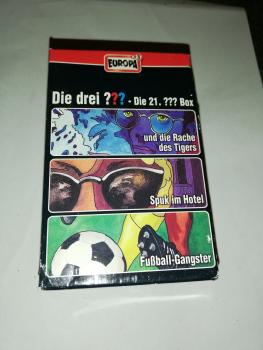 EUROPA
Die drei ??? · Die 21. ??? Box
und die Rache
des Tigers
Spuk im Hotel
Fußball-Gangster